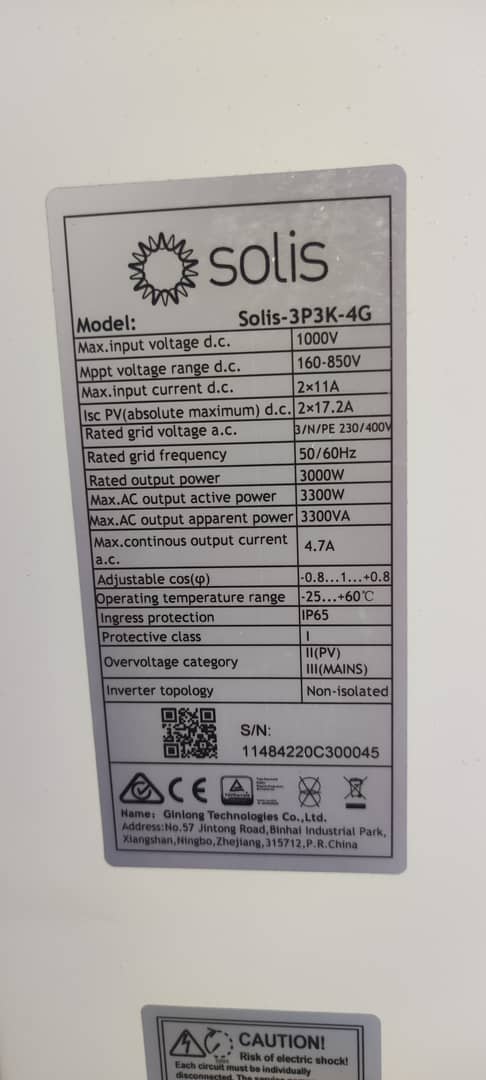 solis
Model: Solis-3P3K-4G
Max.input voltage d.c. 1000V
Mppt voltage range d.c. 160-850V
Max.input current d.c. 2×11A
Isc PV(absolute maximum) d.c. 2×17.2A
Rated grid voltage a.c. 3/N/PE 230/400V
Rated grid frequency 50/60Hz
Rated output power 3000W
Max.AC output active power 3300W
Max.AC output apparent power 3300VA
Max.continous output current
a.c. 4.7A
Adjustable cos(φ) -0.8...1...+0.8
Operating temperature range -25...+60℃
Ingress protection IP65
Protective class I
Overvoltage category II(PV)
III(MAINS)
Inverter topology Non-isolated
S/N:
11484220C300045
CE
Name: Ginlong Technologies Co.,Ltd.
Address:No.57 Jintong Road,Binhai Industrial Park,
Xiangshan,Ningbo,Zhejiang,315712,P.R.China
CAUTION!
Risk of electric shock!
Each circuit must be individually
disconnected. The service